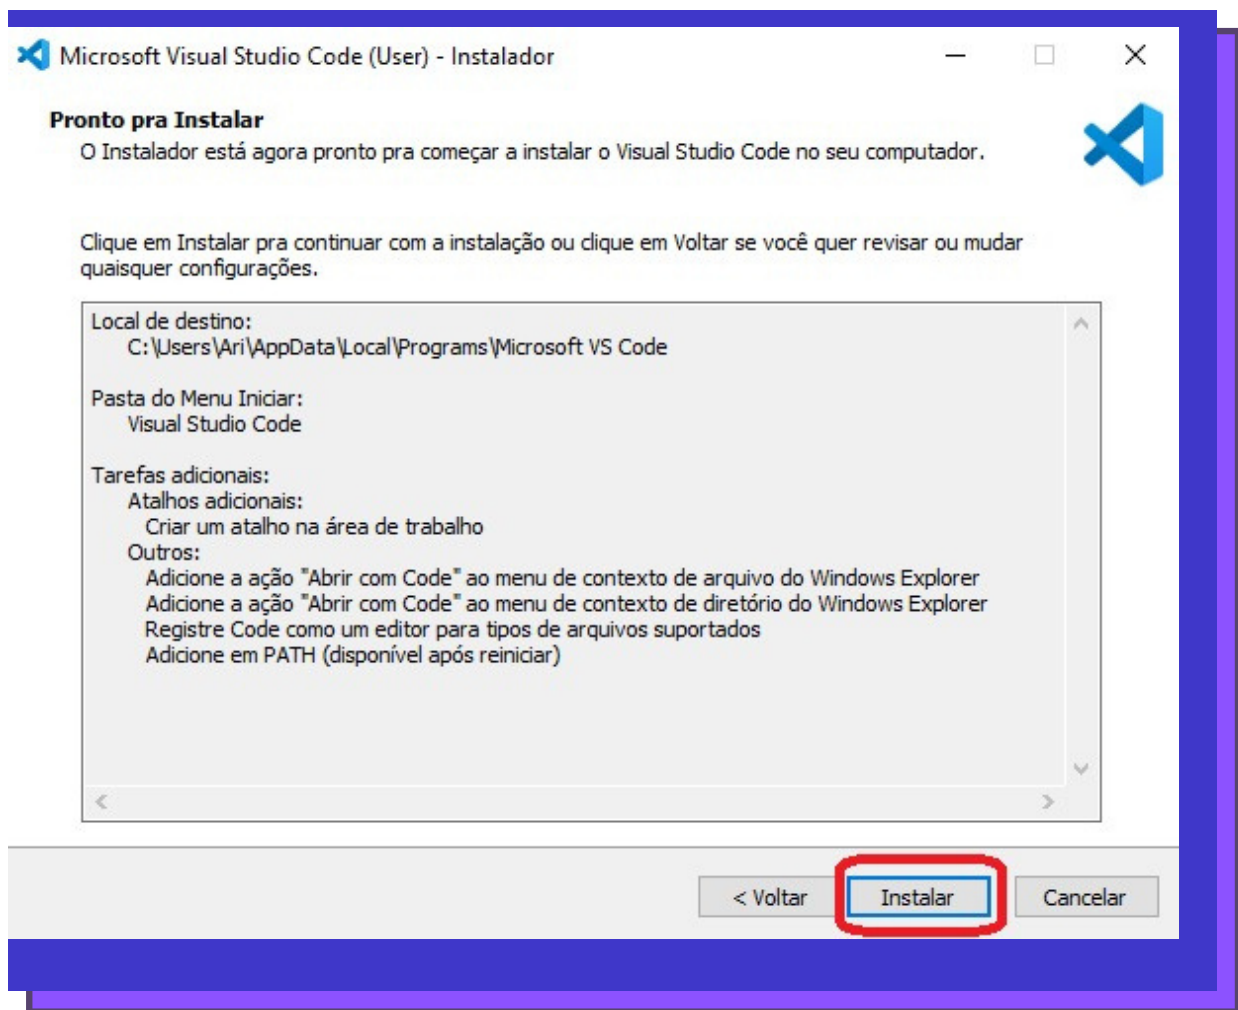 Microsoft Visual Studio Code (User) - Instalador
Pronto pra Instalar
O Instalador está agora pronto pra começar a instalar o Visual Studio Code no seu computador.
Clique em Instalar pra continuar com a instalação ou clique em Voltar se você quer revisar ou mudar
quaisquer configurações.
Local de destino:
C:\Users\Ari\AppData\Local\Programs\Microsoft VS Code
Pasta do Menu Iniciar:
Visual Studio Code
Tarefas adicionais:
Atalhos adicionais:
Criar um atalho na área de trabalho
Outros:
Adicione a ação "Abrir com Code" ao menu de contexto de arquivo do Windows Explorer
Adicione a ação "Abrir com Code" ao menu de contexto de diretório do Windows Explorer
Registre Code como um editor para tipos de arquivos suportados
Adicione em PATH (disponível após reiniciar)
< Voltar Instalar Cancelar